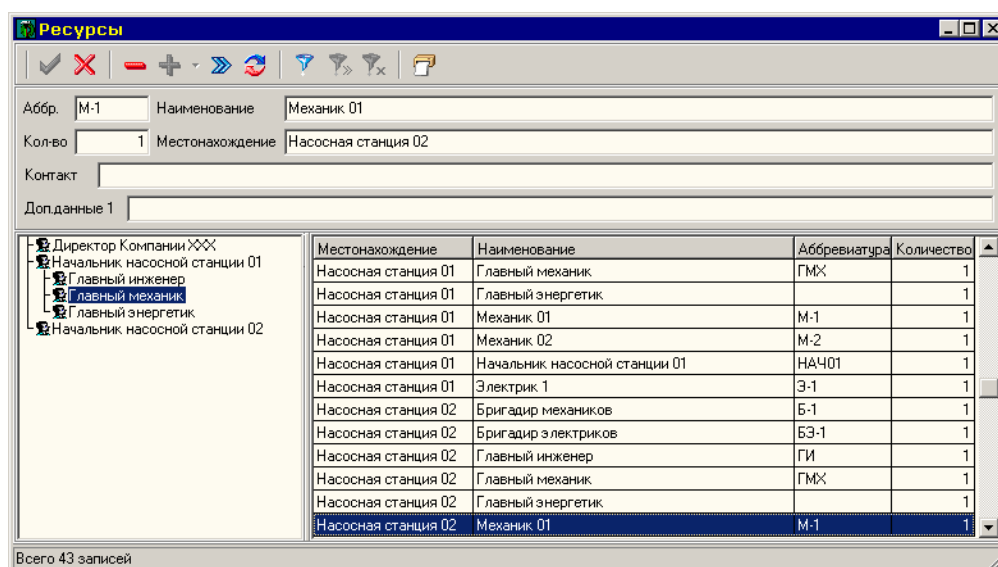 Ресурсы
Аббр. М-1 Наименование Механик 01
Кол-во 1 Местонахождение Насосная станция 02
Контакт
Доп.данные 1
Директор Компании XXX
Начальник насосной станции 01
Главный инженер
Главный механик
Главный энергетик
Начальник насосной станции 02
Местонахождение Наименование Аббревиатура Количество
Насосная станция 01 Главный механик ГМХ 1
Насосная станция 01 Главный энергетик 1
Насосная станция 01 Механик 01 М-1 1
Насосная станция 01 Механик 02 М-2 1
Насосная станция 01 Начальник насосной станции 01 НАЧ01 1
Насосная станция 01 Электрик 1 Э-1 1
Насосная станция 02 Бригадир механиков Б-1 1
Насосная станция 02 Бригадир электриков БЭ-1 1
Насосная станция 02 Главный инженер ГИ 1
Насосная станция 02 Главный механик ГМХ 1
Насосная станция 02 Главный энергетик 1
Насосная станция 02 Механик 01 М-1 1
Всего 43 записей